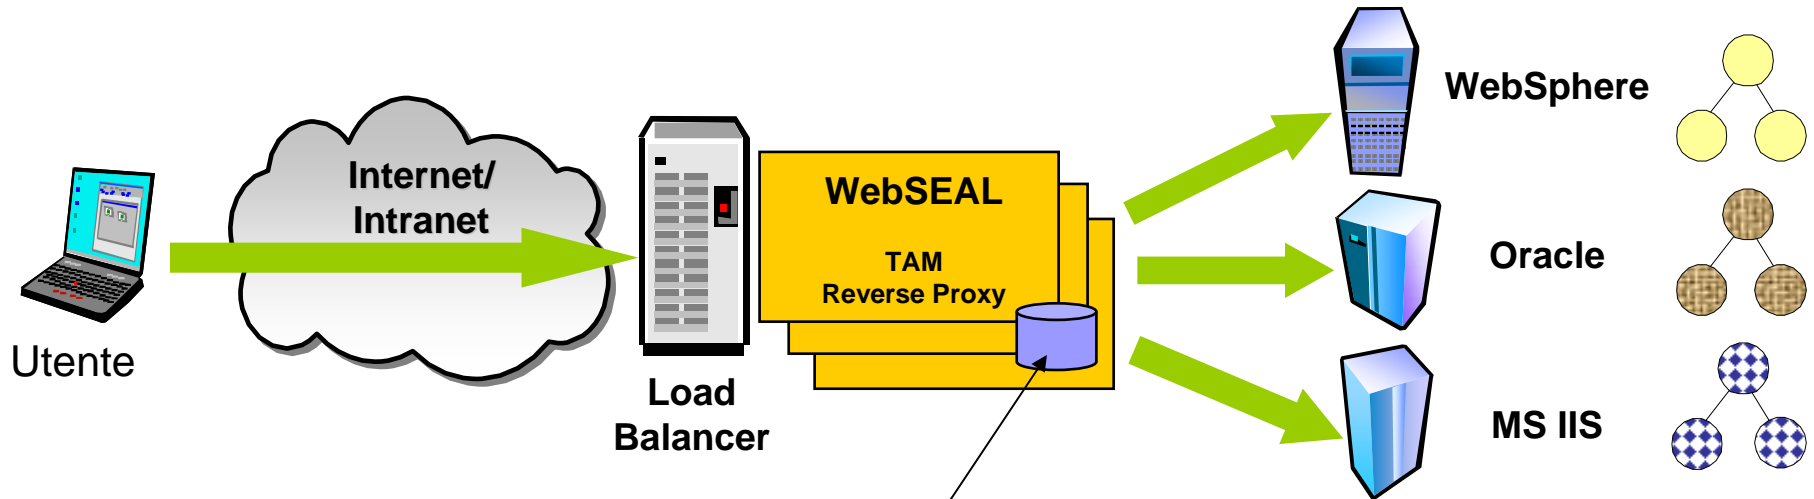 Utente
Internet/
Intranet
Load
Balancer
WebSEAL
TAM
Reverse Proxy
WebSphere
Oracle
MS IIS